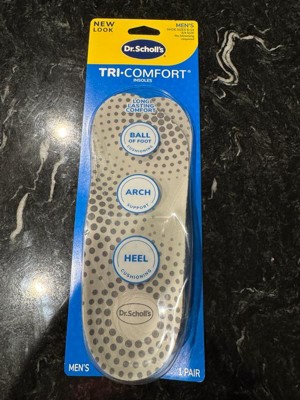 NEW
LOOK
MEN'S
Dr. Scholl's
TRI•COMFORT®
INSOLES
LONG
LASTING
COMFORT
BALL
OF FOOT
CUSHIONING
ARCH
SUPPORT
HEEL
CUSHIONING
Dr. Scholl's
MEN'S
1 PAIR